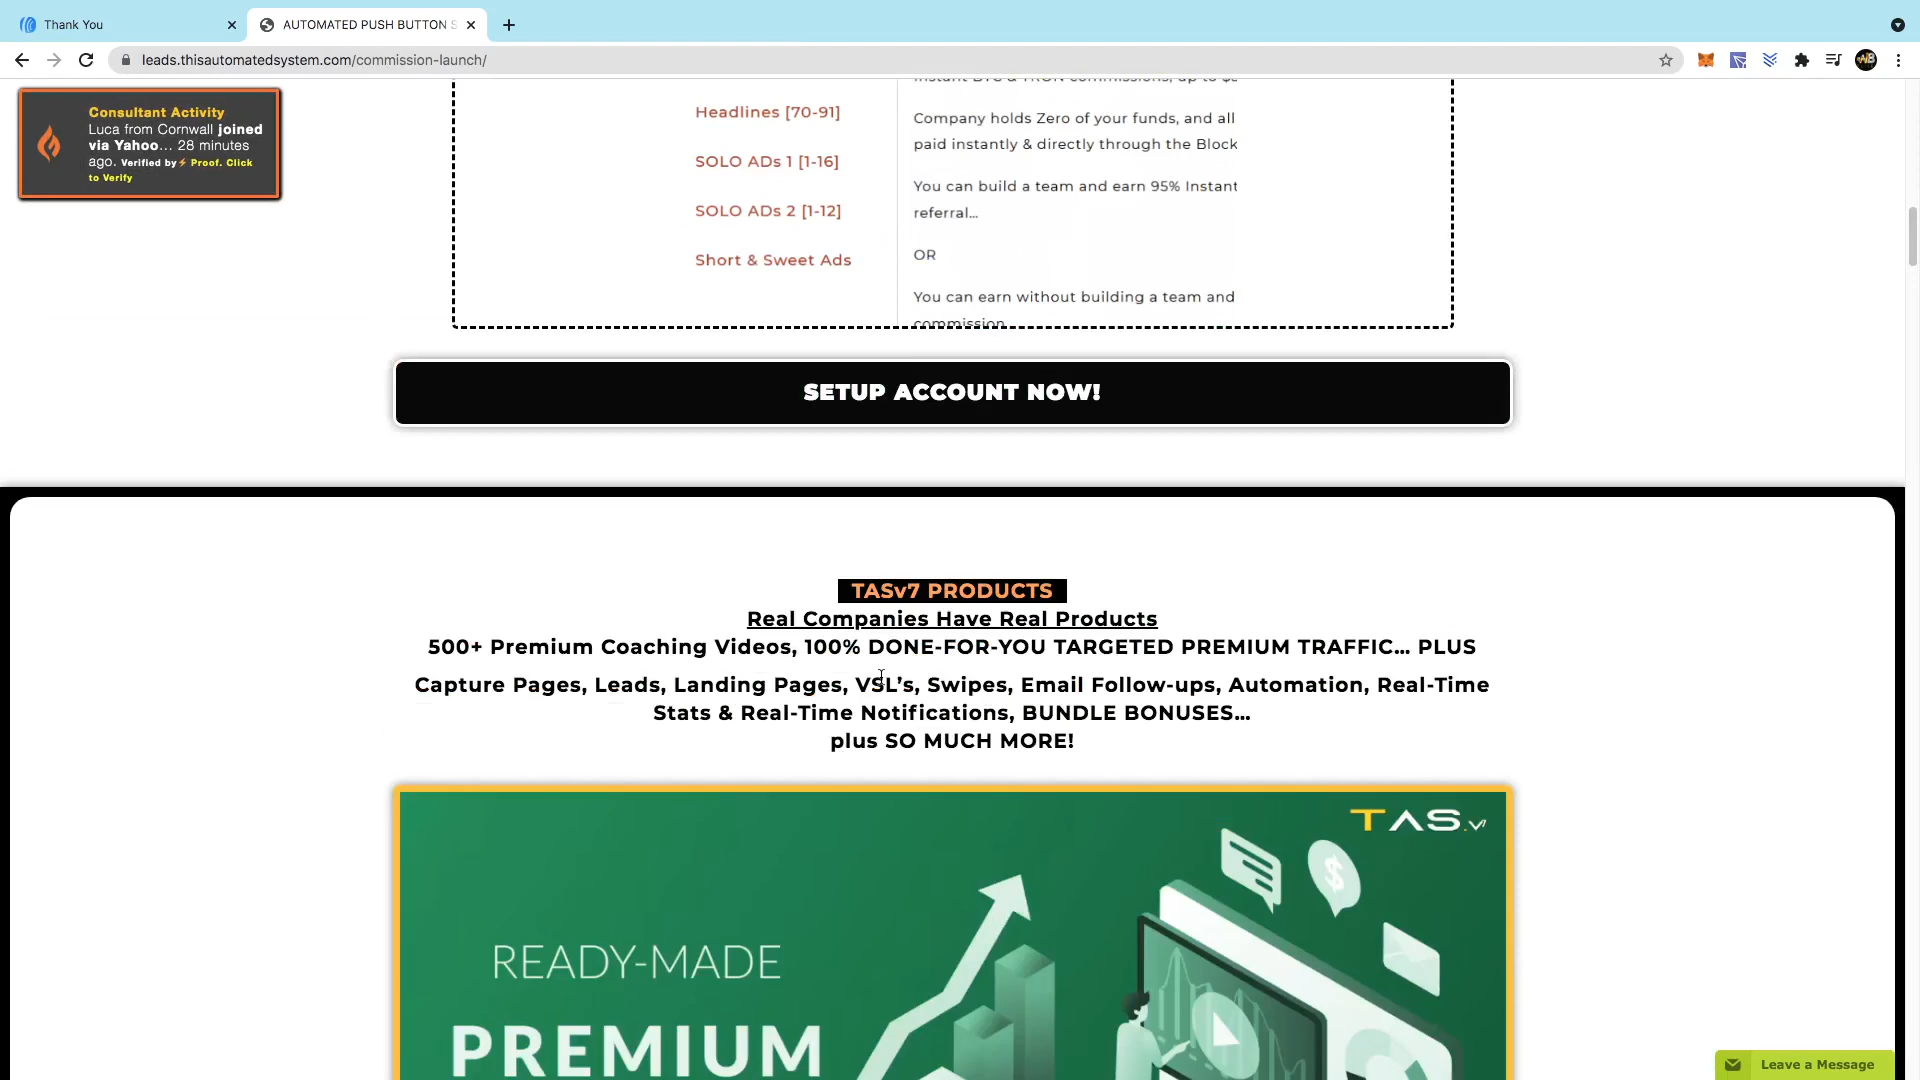 Thank You
AUTOMATED PUSH BUTTON S
leads.thisautomatedsystem.com/commission-launch/
Consultant Activity
Luca from Cornwall joined
via Yahoo... 28 minutes
ago. Verified by⚡ Proof. Click
to Verify
Headlines [70-91]
SOLO ADs 1 [1-16]
SOLO ADs 2 [1-12]
Short & Sweet Ads
Company holds Zero of your funds, and all
paid instantly & directly through the Block
You can build a team and earn 95% Instant
referral...
OR
You can earn without building a team and
commission
SETUP ACCOUNT NOW!
TASv7 PRODUCTS
Real Companies Have Real Products
500+ Premium Coaching Videos, 100% DONE-FOR-YOU TARGETED PREMIUM TRAFFIC... PLUS
Capture Pages, Leads, Landing Pages, VSL's, Swipes, Email Follow-ups, Automation, Real-Time
Stats & Real-Time Notifications, BUNDLE BONUSES...
plus SO MUCH MORE!
TAS.v7
READY-MADE
PREMIUM
Leave a Message